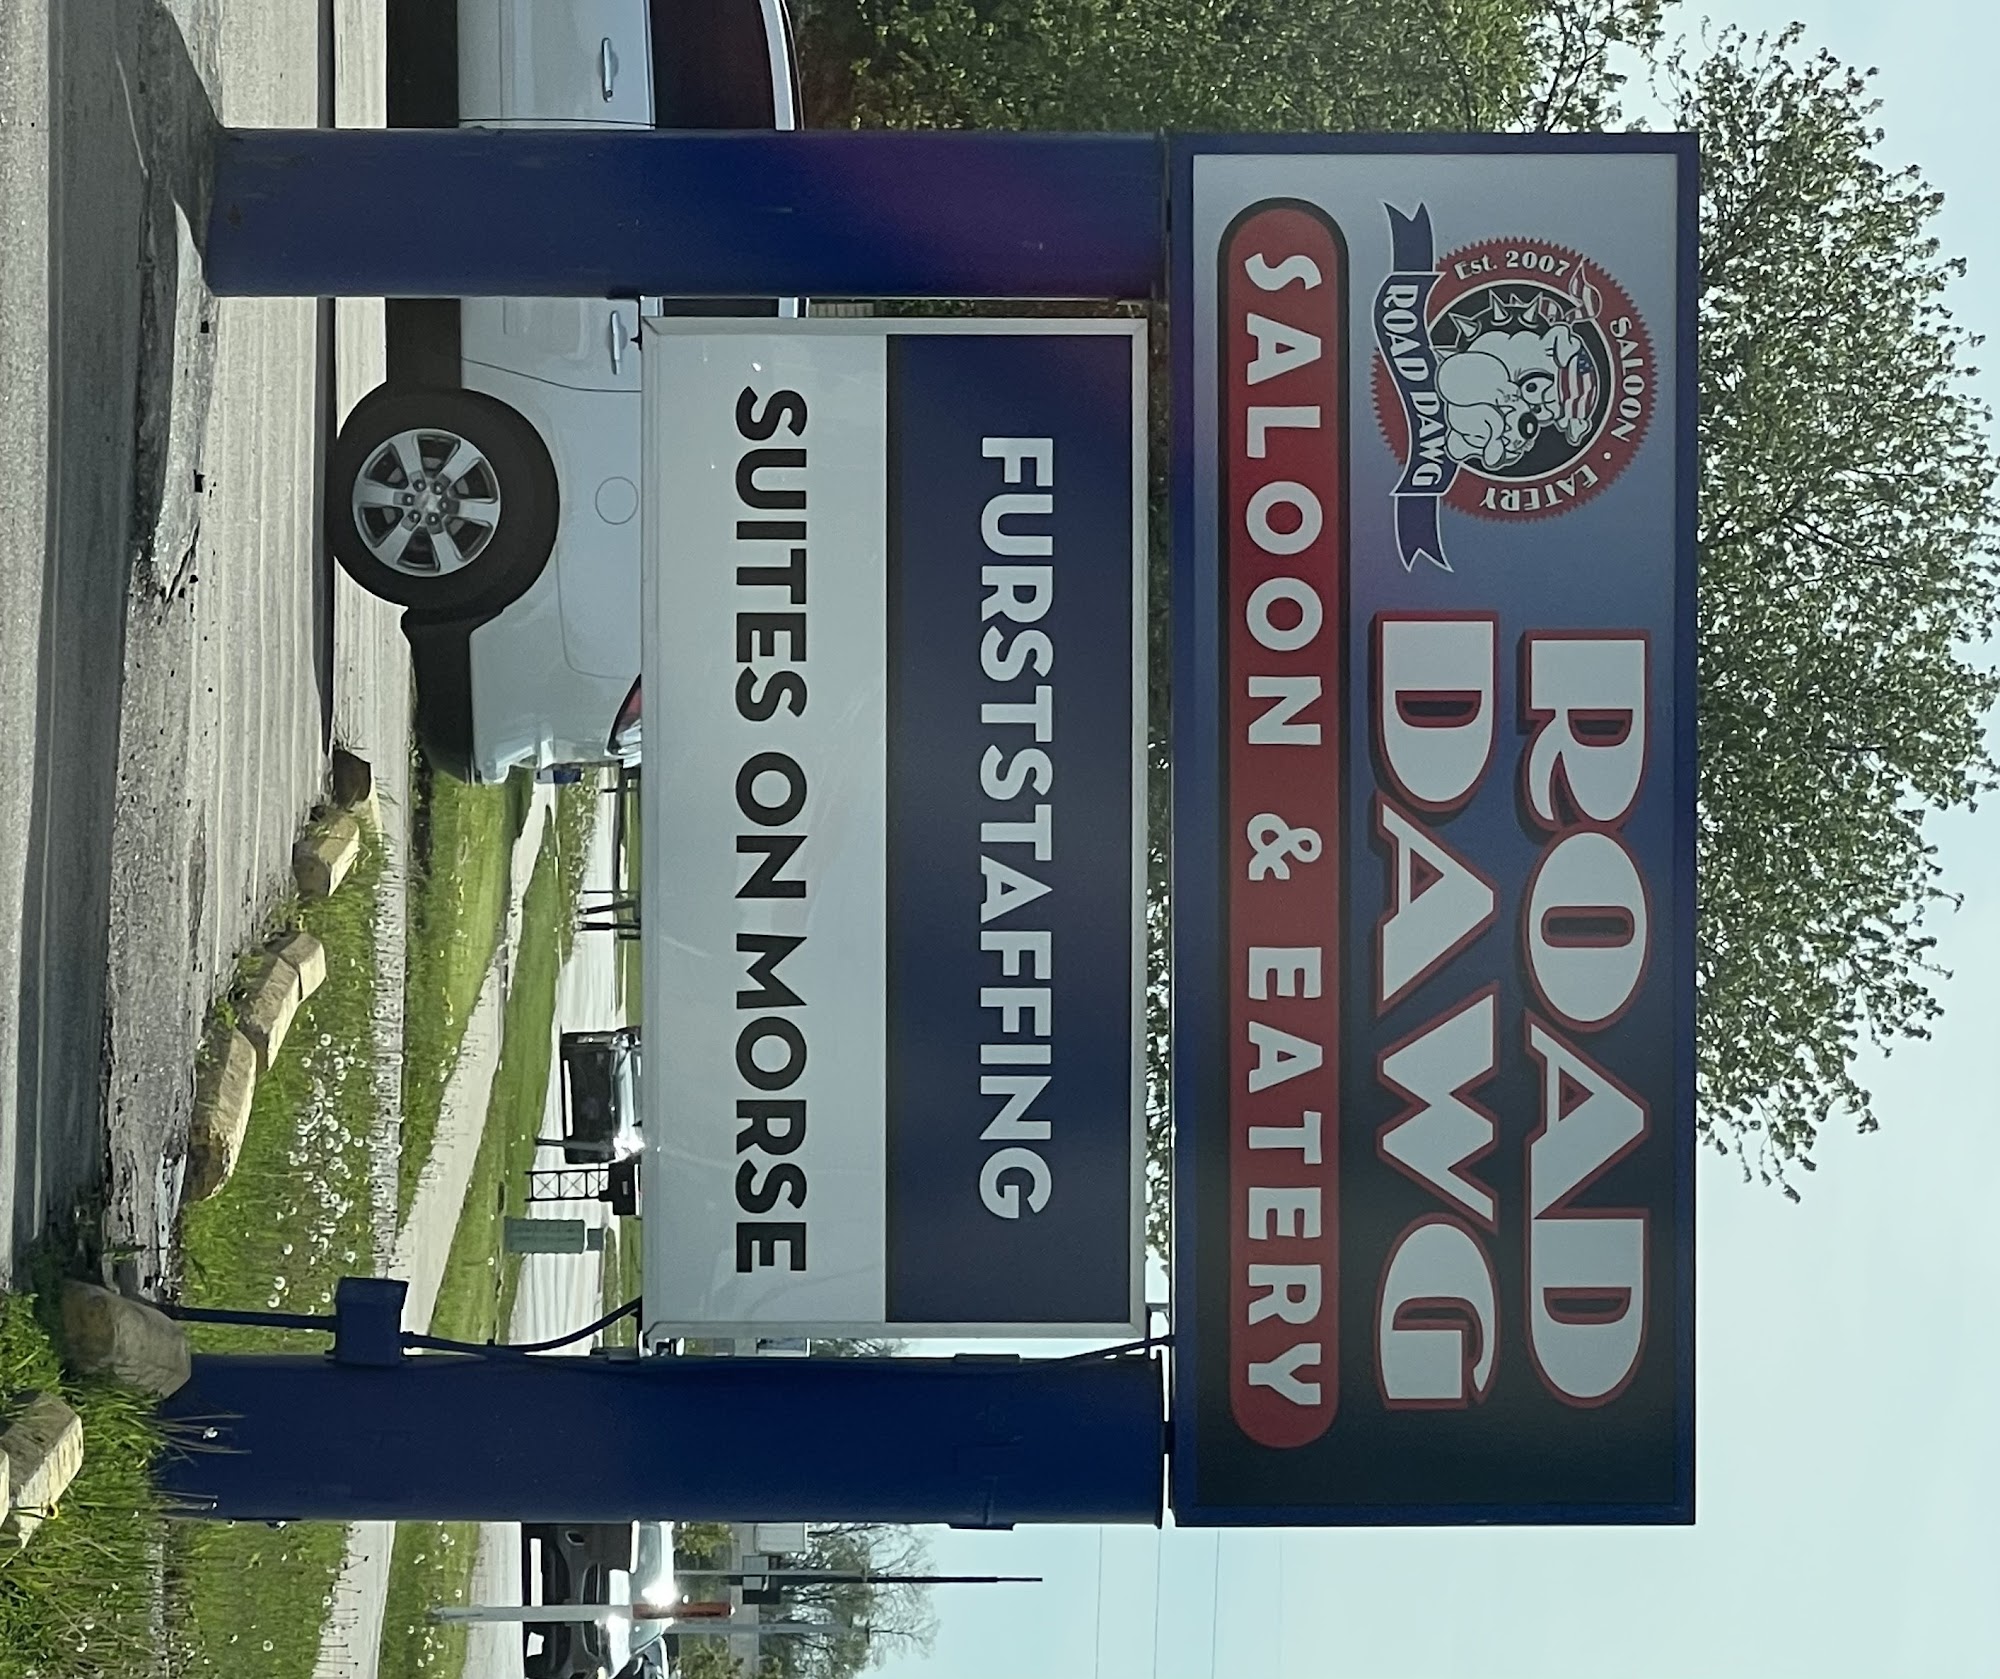 Est. 2007
SALOON · EATERY
ROAD DAWG
ROAD
DAWG
SALOON & EATERY
FURSTSTAFFING
SUITES ON MORSE